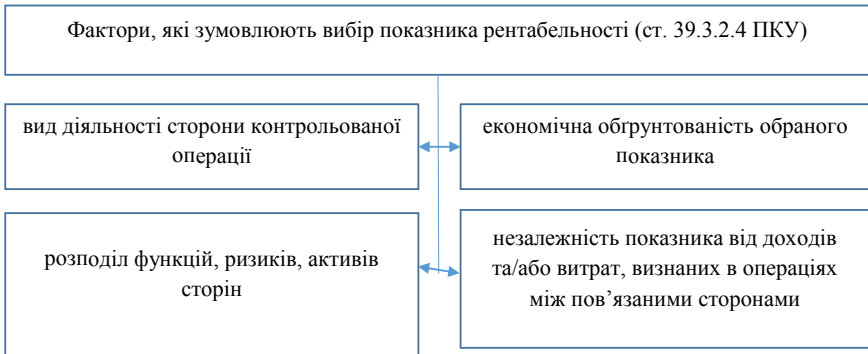 Фактори, які зумовлюють вибір показника рентабельності (ст. 39.3.2.4 ПКУ)
вид діяльності сторони контрольованої
операції
економічна обґрунтованість обраного
показника
розподіл функцій, ризиків, активів
сторін
незалежність показника від доходів
та/або витрат, визнаних в операціях
між пов’язаними сторонами